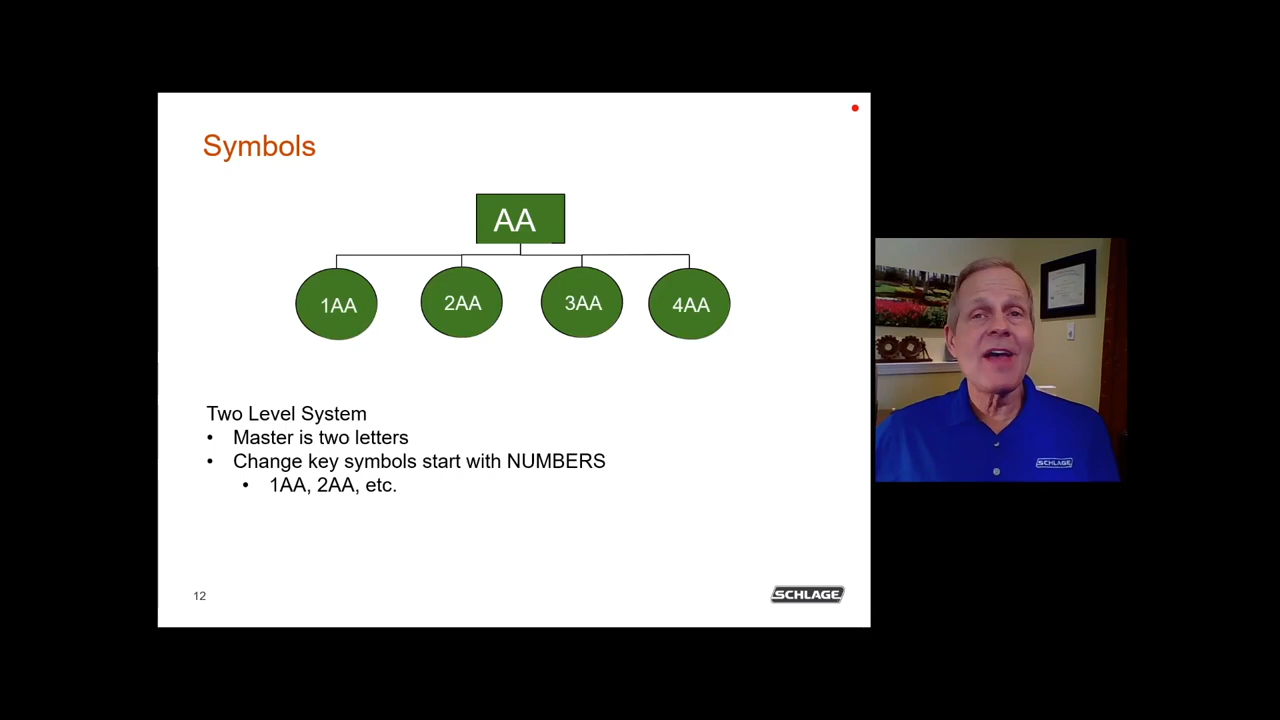 Symbols
AA
1AA
2AA
3AA
4AA
Two Level System
• Master is two letters
• Change key symbols start with NUMBERS
• 1AA, 2AA, etc.
12
SCHLAGE
SCHLAGE